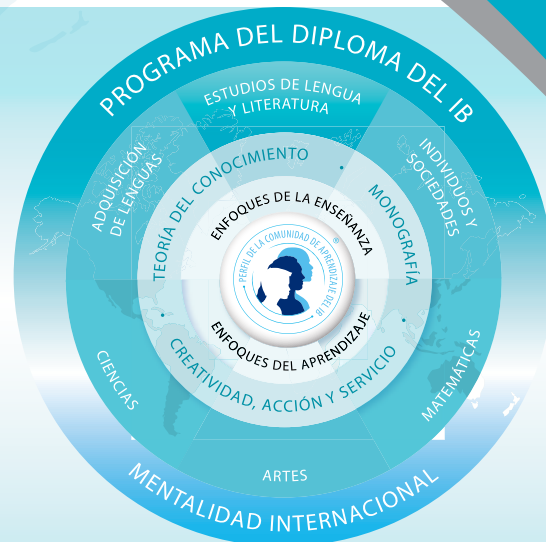 PROGRAMA DEL DIPLOMA DEL IB
ESTUDIOS DE LENGUA
Y LITERATURA
ADQUISICIÓN
DE LENGUAS
INDIVIDUOS Y
SOCIEDADES
TEORÍA DEL CONOCIMIENTO
MONOGRAFÍA
ENFOQUES DE LA ENSEÑANZA
PERFIL DE LA COMUNIDAD DE APRENDIZAJE DEL IB
®
ENFOQUES DEL APRENDIZAJE
CREATIVIDAD, ACCIÓN Y SERVICIO
CIENCIAS
MATEMÁTICAS
ARTES
MENTALIDAD INTERNACIONAL